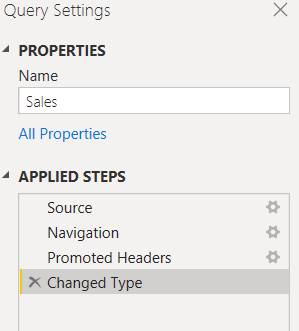 Query Settings
PROPERTIES
Name
Sales
All Properties
APPLIED STEPS
Source
Navigation
Promoted Headers
Changed Type